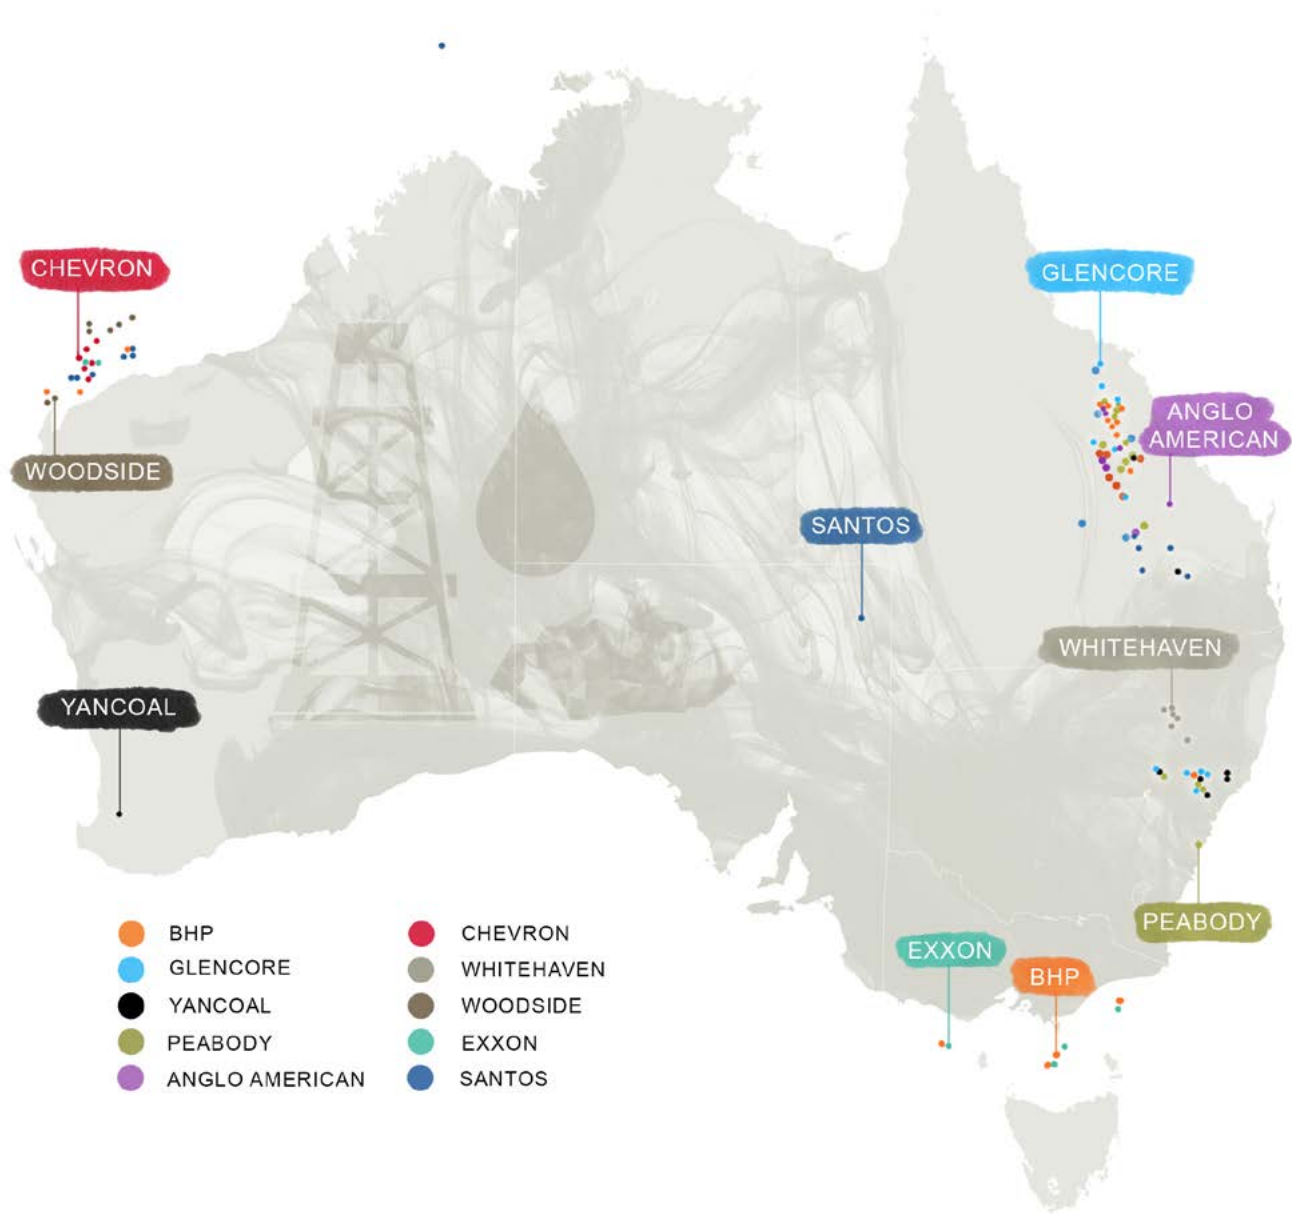 CHEVRON
GLENCORE
ANGLO
AMERICAN
WOODSIDE
SANTOS
WHITEHAVEN
YANCOAL
PEABODY
EXXON
BHP
BHP
GLENCORE
YANCOAL
PEABODY
ANGLO AMERICAN
CHEVRON
WHITEHAVEN
WOODSIDE
EXXON
SANTOS